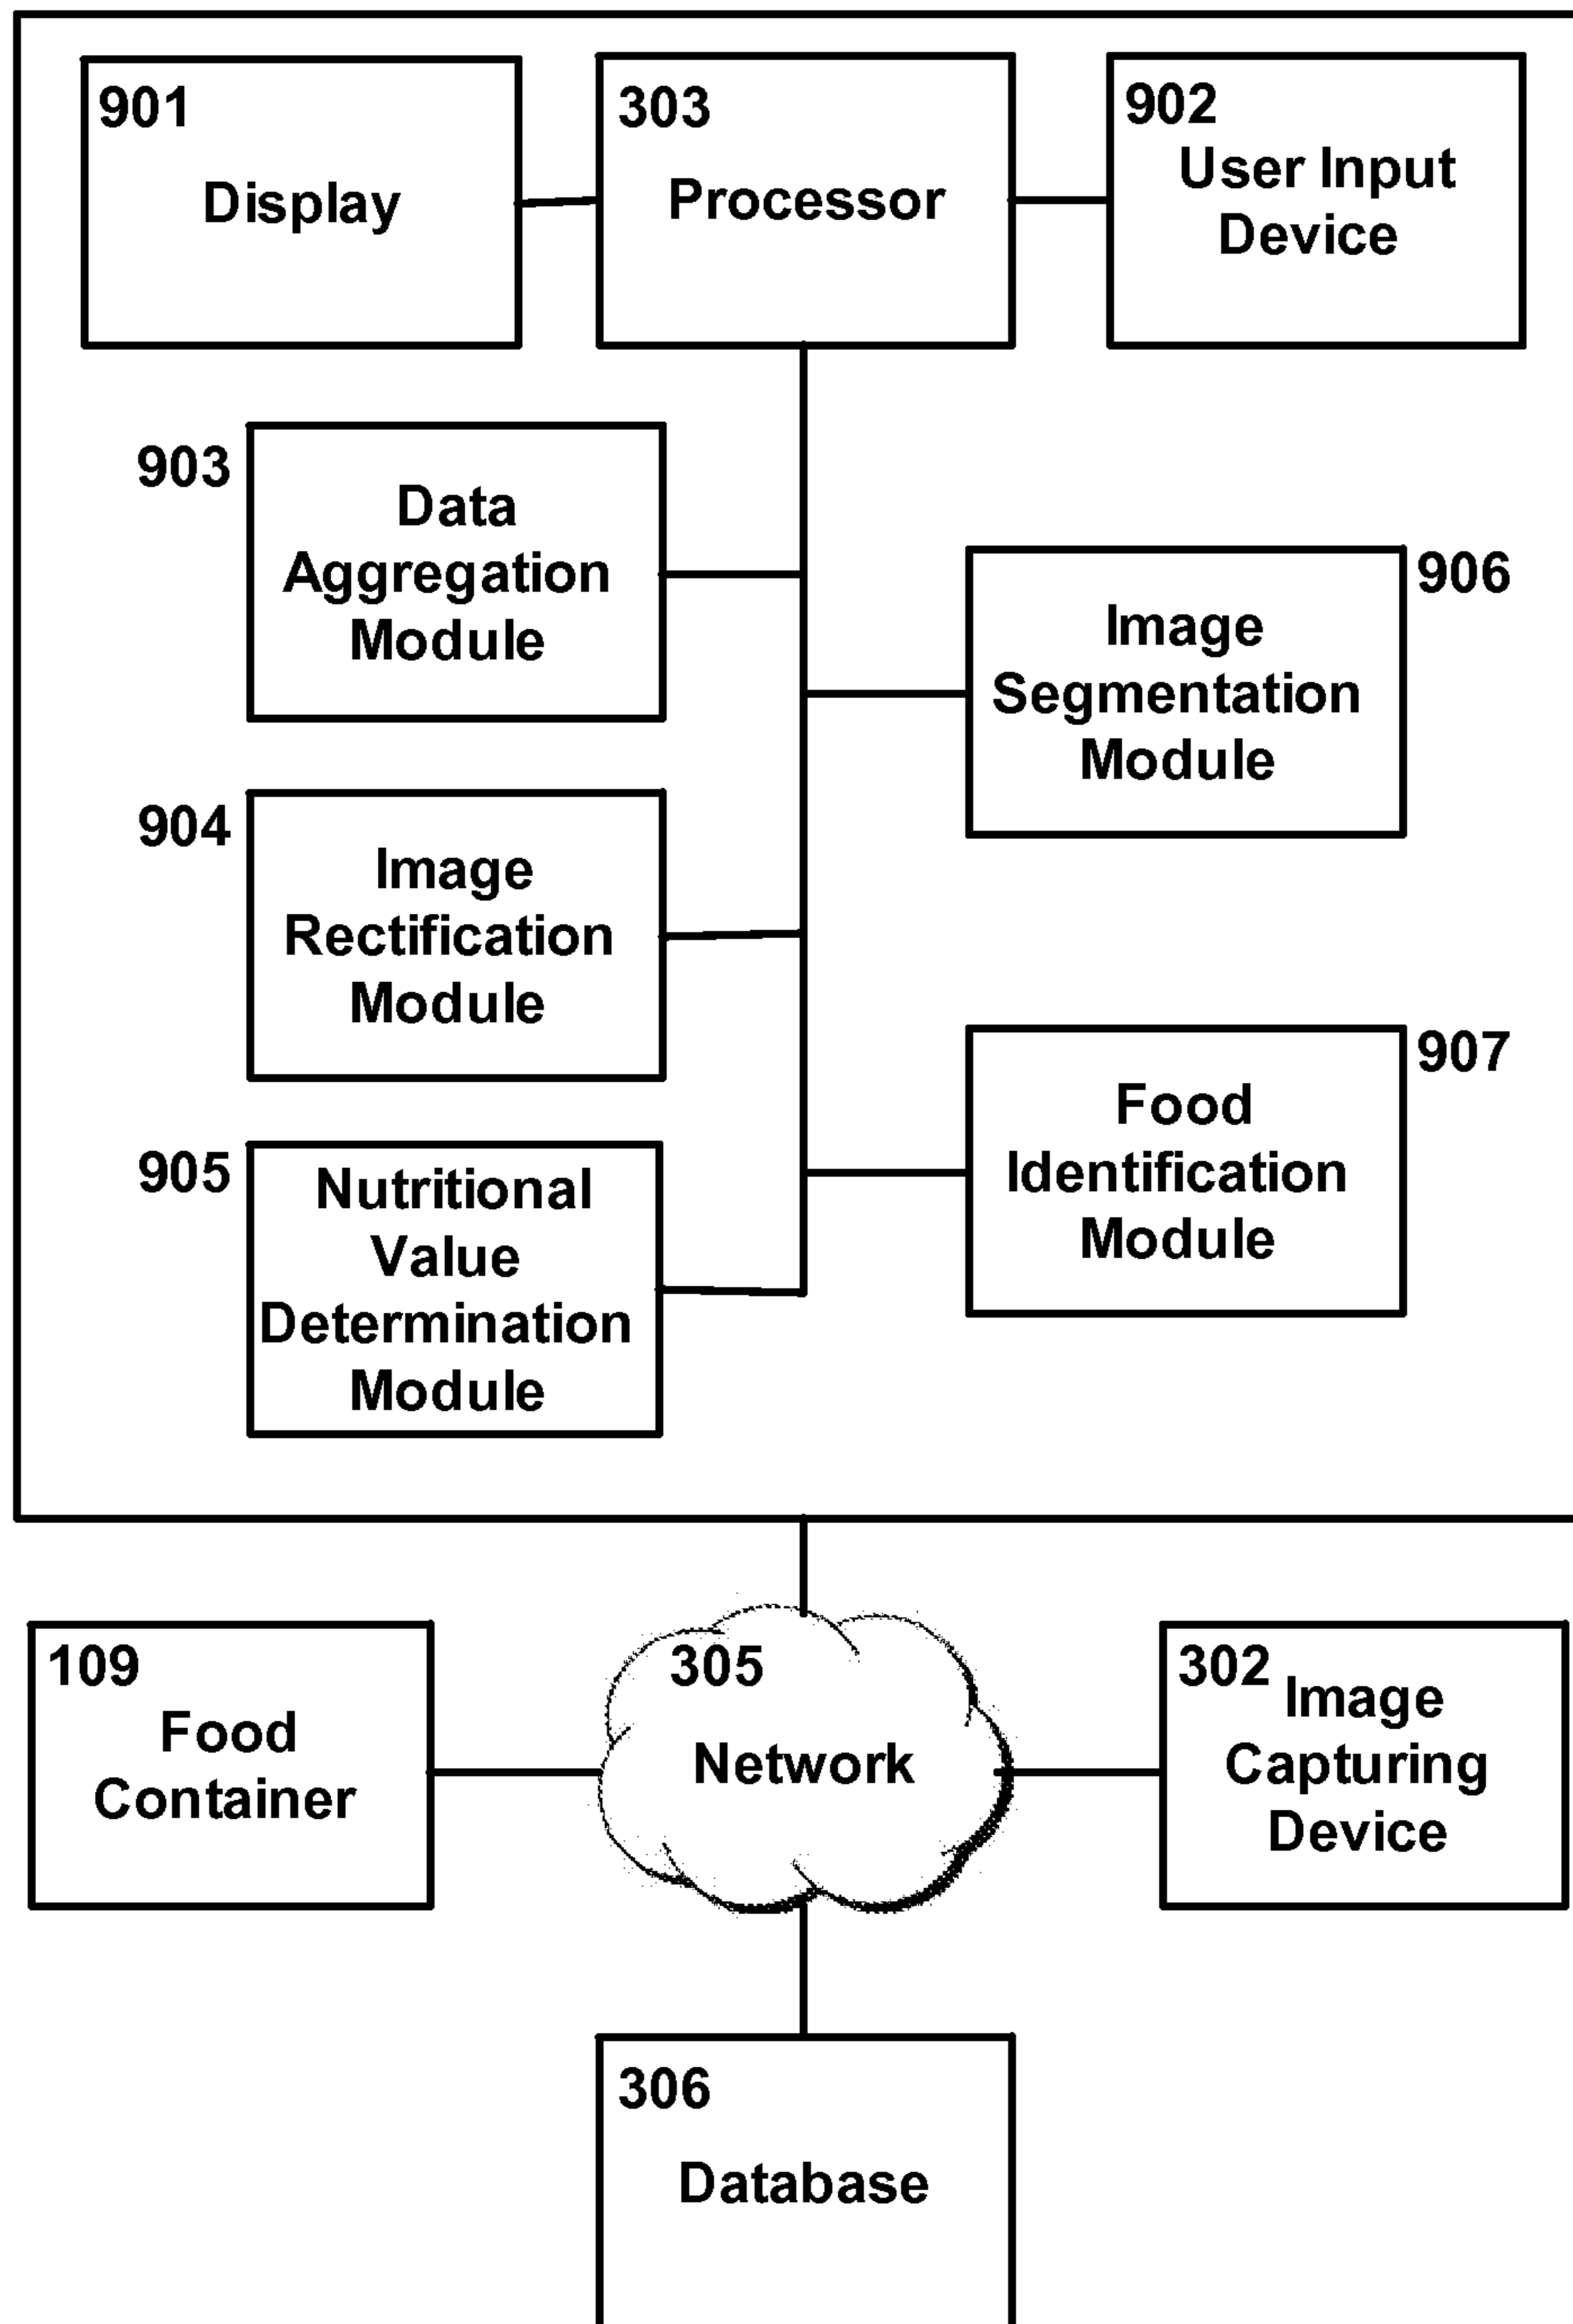 901
Display
303
Processor
902
User Input
Device
903
Data
Aggregation
Module
906
Image
Segmentation
Module
904
Image
Rectification
Module
907
Food
Identification
Module
905
Nutritional
Value
Determination
Module
109
Food
Container
305
Network
302
Image
Capturing
Device
306
Database